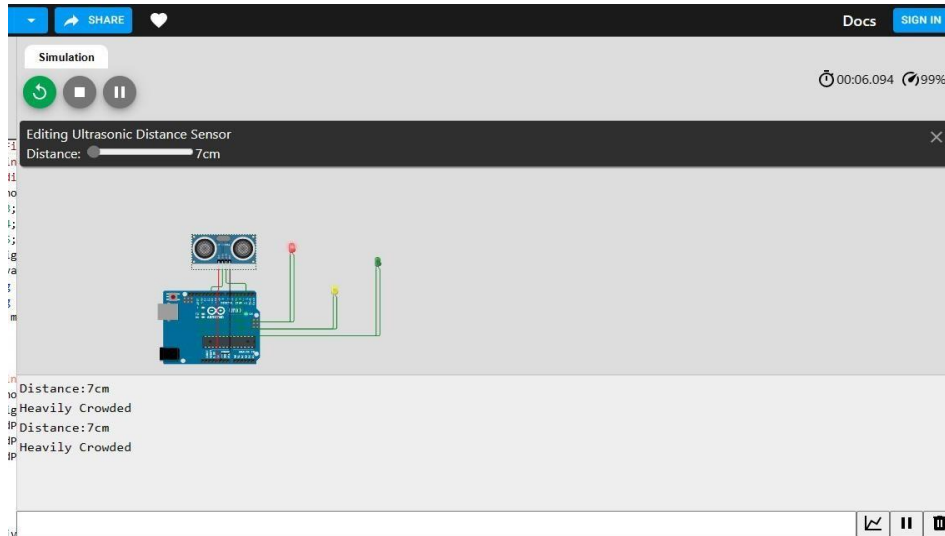 SHARE
Docs
SIGN IN
Simulation
00:06.094
99%
Editing Ultrasonic Distance Sensor
Distance: 7cm
Distance:7cm
Heavily Crowded
Distance:7cm
Heavily Crowded